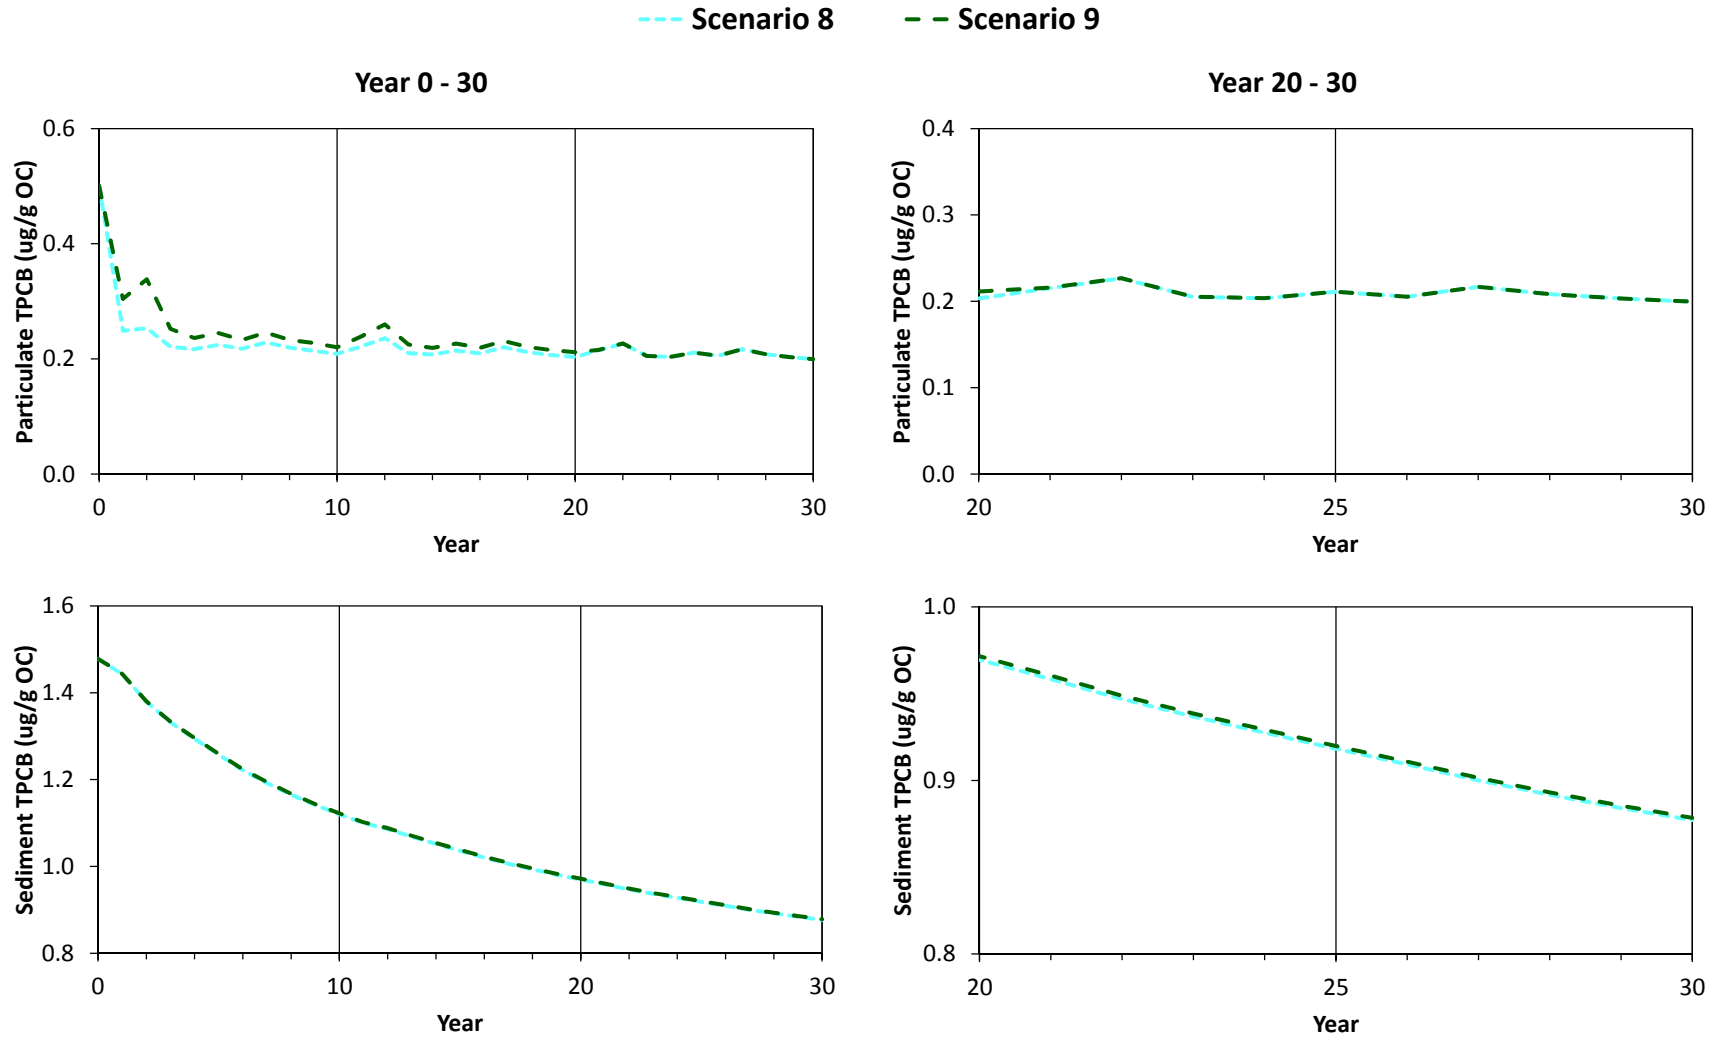 Scenario 8 Scenario 9
Year 0 - 30
Particulate TPCB (ug/g OC)
0.6
0.4
0.2
0.0
0 10 20 30
Year
Year 20 - 30
Particulate TPCB (ug/g OC)
0.4
0.3
0.2
0.1
0.0
20 25 30
Year
Sediment TPCB (ug/g OC)
1.6
1.4
1.2
1.0
0.8
0 10 20 30
Year
Sediment TPCB (ug/g OC)
1.0
0.9
0.8
20 25 30
Year